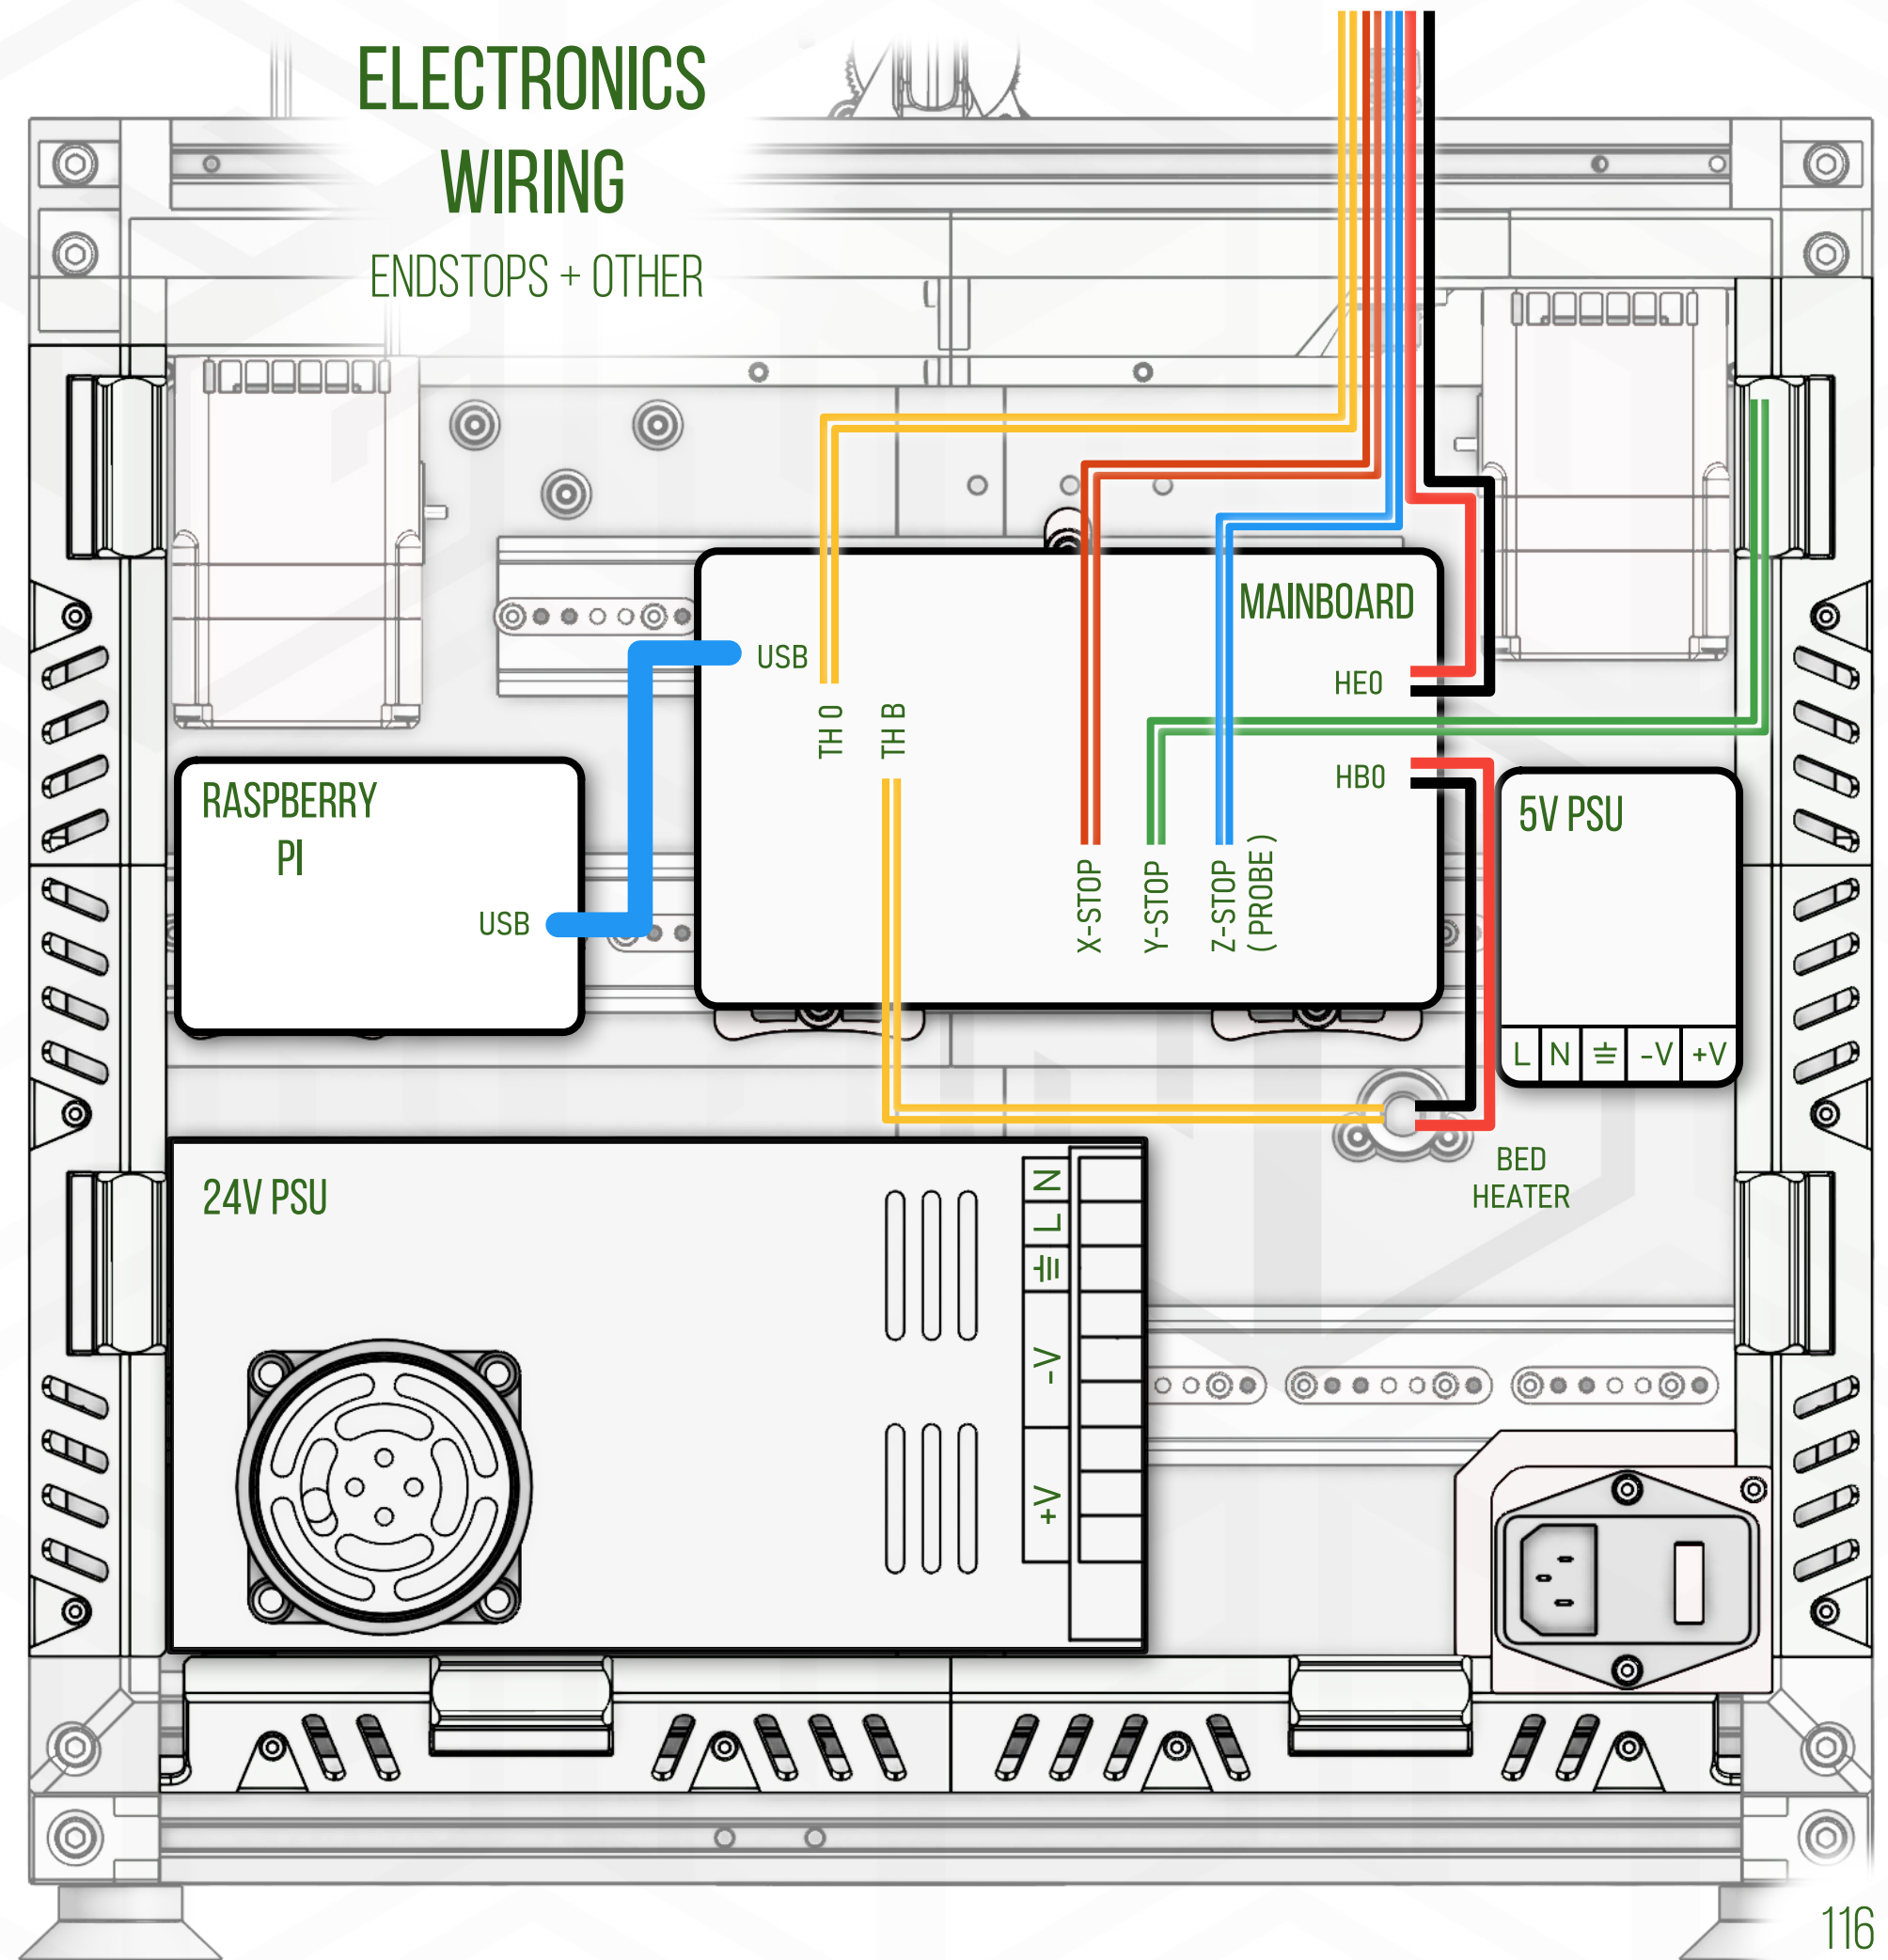 ELECTRONICS
WIRING
ENDSTOPS + OTHER
MAINBOARD
USB
TH 0
TH B
HE0
HB0
X-STOP
Y-STOP
Z-STOP
( PROBE )
RASPBERRY
PI
USB
5V PSU
L N -V +V
BED
HEATER
24V PSU
N
L
-V
+V
116